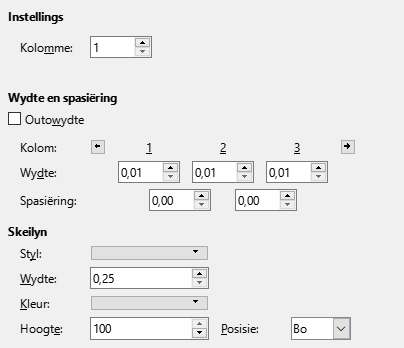 Instellings
Kolomme: 1
Wydte en spasiëring
Outowydte
Kolom: 1 2 3
Wydte: 0,01 0,01 0,01
Spasiëring: 0,00 0,00
Skeilyn
Styl:
Wydte: 0,25
Kleur:
Hoogte: 100 Posisie: Bo